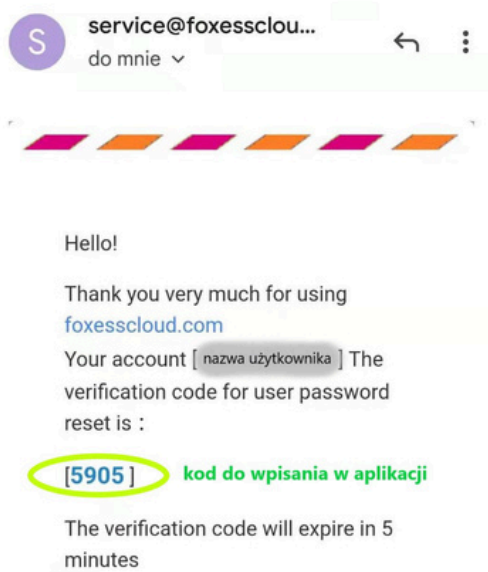 S
service@foxessclou...
do mnie
Hello!
Thank you very much for using
foxesscloud.com
Your account [ nazwa użytkownika ] The
verification code for user password
reset is :
[5905 ] kod do wpisania w aplikacji
The verification code will expire in 5
minutes